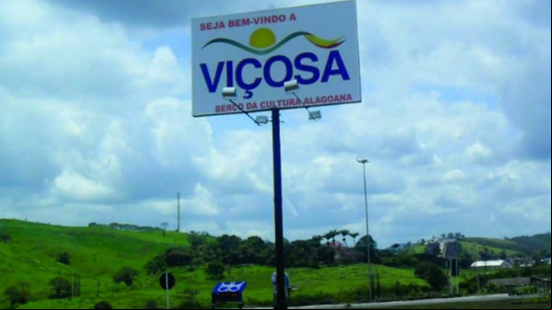 SEJA BEM-VINDO A
VIÇOSA
BERÇO DA CULTURA ALAGOANA